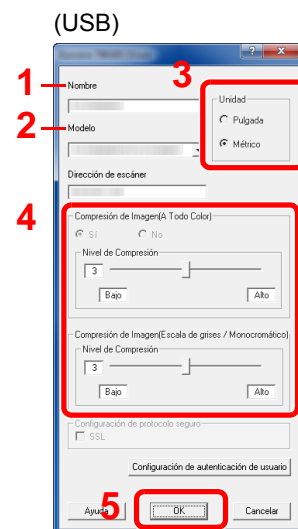 (USB)
? X
1 Nombre
3
Unidad
Pulgada
Métrico
2 Modelo
Dirección de escáner
4
Compresión de Imagen(A Todo Color)
Sí No
Nivel de Compresión
3
Bajo Alto
Compresión de Imagen(Escala de grises / Monocromático)
Nivel de Compresión
3
Bajo Alto
Configuración de protocolo seguro
SSL
Configuración de autenticación de usuario
5
Ayuda OK Cancelar